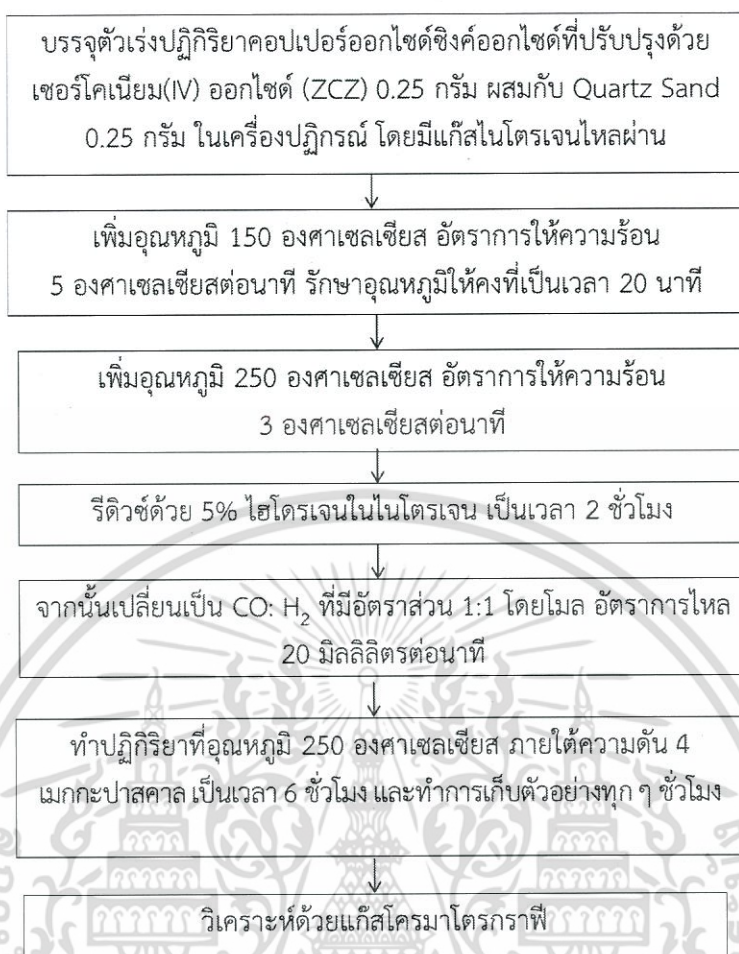 บรรจุตัวเร่งปฏิกิริยาคอปเปอร์ออกไซด์ซิงค์ออกไซด์ที่ปรับปรุงด้วย
เซอร์โคเนียม(IV) ออกไซด์ (ZCZ) 0.25 กรัม ผสมกับ Quartz Sand
0.25 กรัม ในเครื่องปฏิกรณ์ โดยมีแก๊สไนโตรเจนไหลผ่าน
เพิ่มอุณหภูมิ 150 องศาเซลเซียส อัตราการให้ความร้อน
5 องศาเซลเซียสต่อนาที รักษาอุณหภูมิให้คงที่เป็นเวลา 20 นาที
เพิ่มอุณหภูมิ 250 องศาเซลเซียส อัตราการให้ความร้อน
3 องศาเซลเซียสต่อนาที
รีดิวซ์ด้วย 5% ไฮโดรเจนในไนโตรเจน เป็นเวลา 2 ชั่วโมง
จากนั้นเปลี่ยนเป็น CO: H₂ ที่มีอัตราส่วน 1:1 โดยโมล อัตราการไหล
20 มิลลิลิตรต่อนาที
ทำปฏิกิริยาที่อุณหภูมิ 250 องศาเซลเซียส ภายใต้ความดัน 4
เมกกะปาสคาล เป็นเวลา 6 ชั่วโมง และทำการเก็บตัวอย่างทุก ๆ ชั่วโมง
วิเคราะห์ด้วยแก๊สโครมาโตรกราฟี